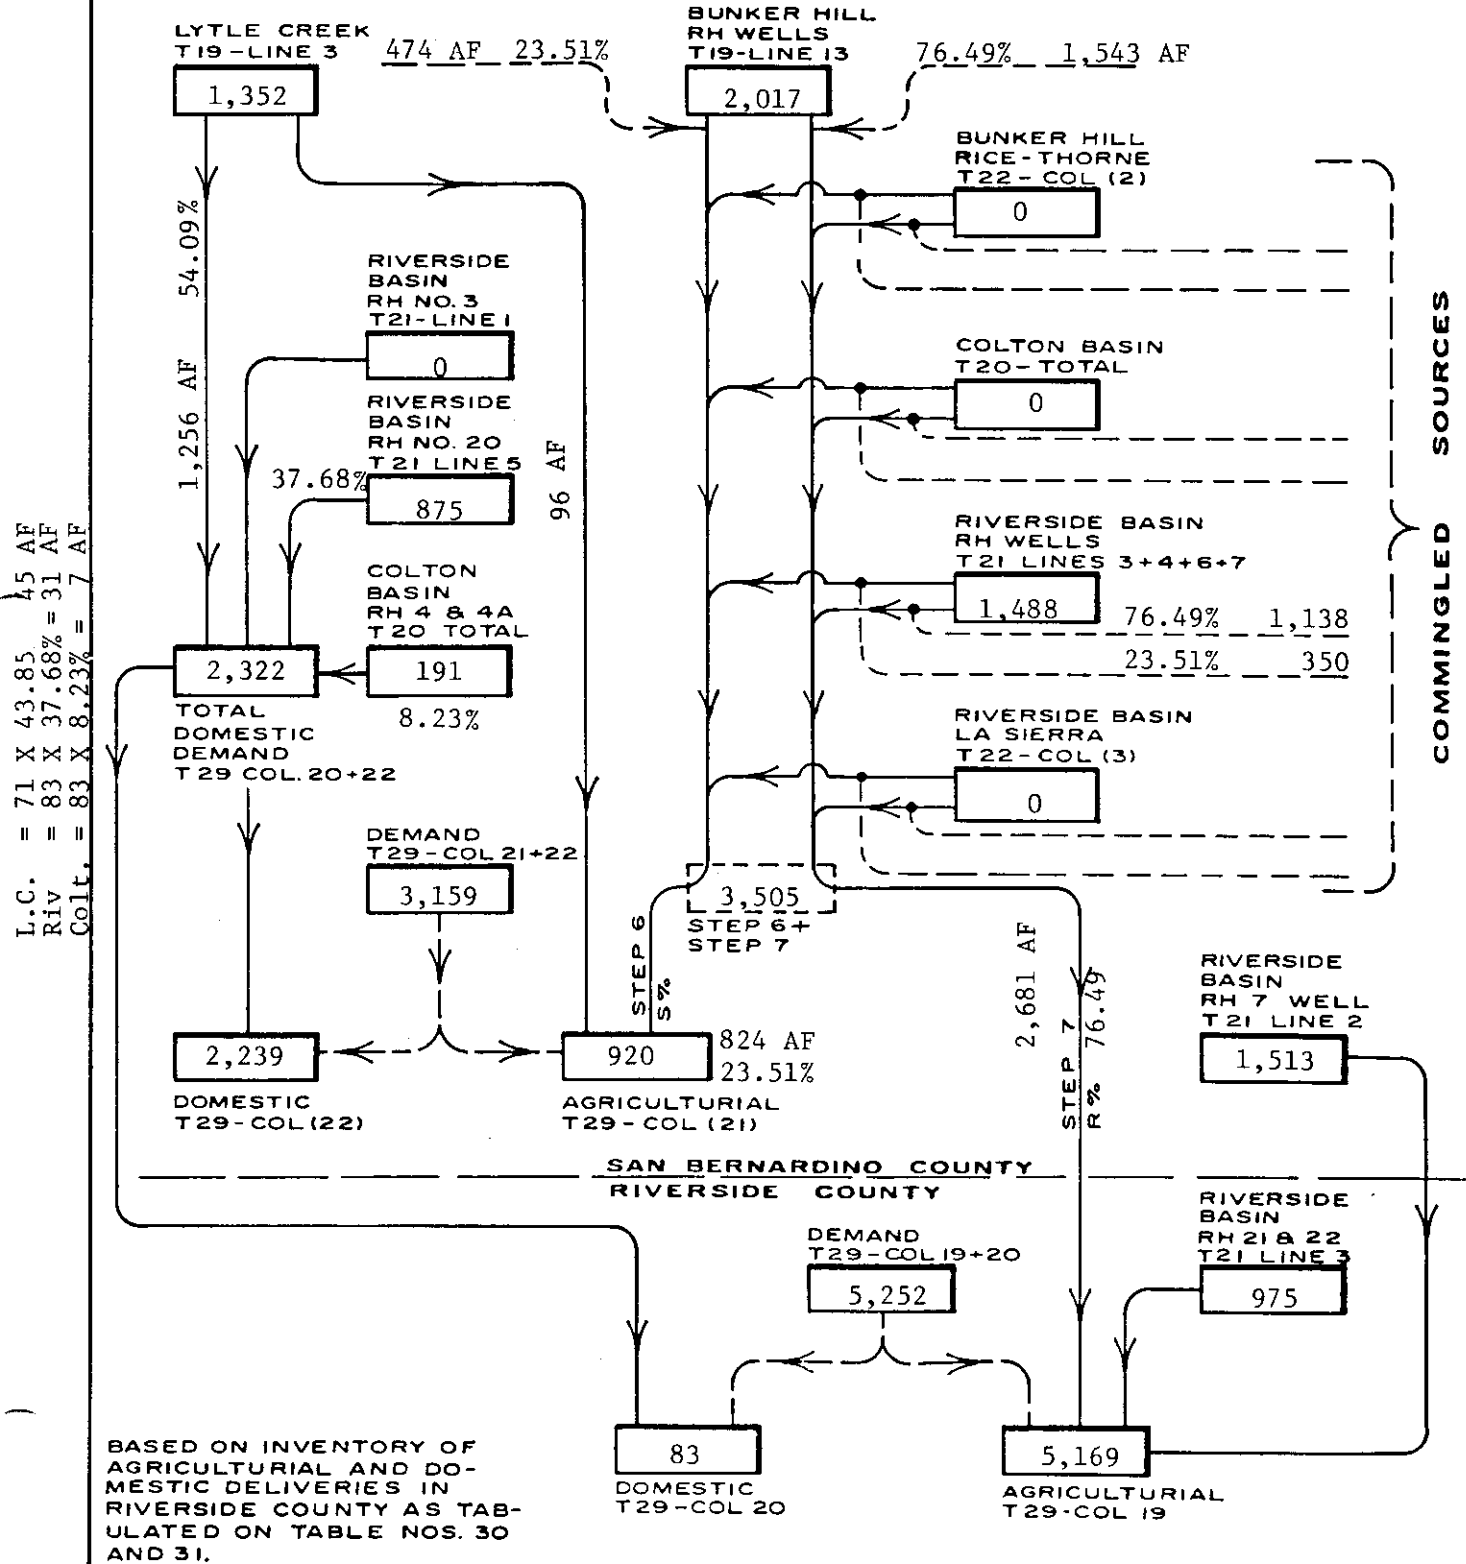 LYTLE CREEK
T19-LINE 3
1,352
474 AF 23.51%
BUNKER HILL
RH WELLS
T19-LINE 13
2,017
76.49% 1,543 AF
BUNKER HILL
RICE-THORNE
T22-COL (2)
0
COLTON BASIN
T20-TOTAL
0
RIVERSIDE BASIN
RH WELLS
T21 LINES 3+4+6+7
1,488
76.49% 1,138
23.51% 350
RIVERSIDE BASIN
LA SIERRA
T22-COL (3)
0
COMMINGLED SOURCES
1,256 AF 54.09%
96 AF
RIVERSIDE
BASIN
RH NO. 3
T21-LINE 1
0
RIVERSIDE
BASIN
RH NO. 20
T21 LINE 5
37.68%
875
COLTON
BASIN
RH 4 & 4A
T20 TOTAL
191
8.23%
2,322
TOTAL
DOMESTIC
DEMAND
T29 COL. 20+22
L.C. = 71 X 43.85 45 AF
Riv = 83 X 37.68% = 31 AF
Colt. = 83 X 8.23% = 7 AF
DEMAND
T29-COL 21+22
3,159
3,505
STEP 6+
STEP 7
STEP 6
S%
2,239
DOMESTIC
T29-COL (22)
920
824 AF
23.51%
AGRICULTURIAL
T29-COL (21)
2,681 AF
STEP 7
R% 76.49
RIVERSIDE
BASIN
RH 7 WELL
T21 LINE 2
1,513
SAN BERNARDINO COUNTY
RIVERSIDE COUNTY
DEMAND
T29-COL 19+20
5,252
RIVERSIDE
BASIN
RH 21 & 22
T21 LINE 3
975
83
DOMESTIC
T29-COL 20
5,169
AGRICULTURIAL
T29-COL 19
BASED ON INVENTORY OF
AGRICULTURIAL AND DO-
MESTIC DELIVERIES IN
RIVERSIDE COUNTY AS TAB-
ULATED ON TABLE NOS. 30
AND 31.